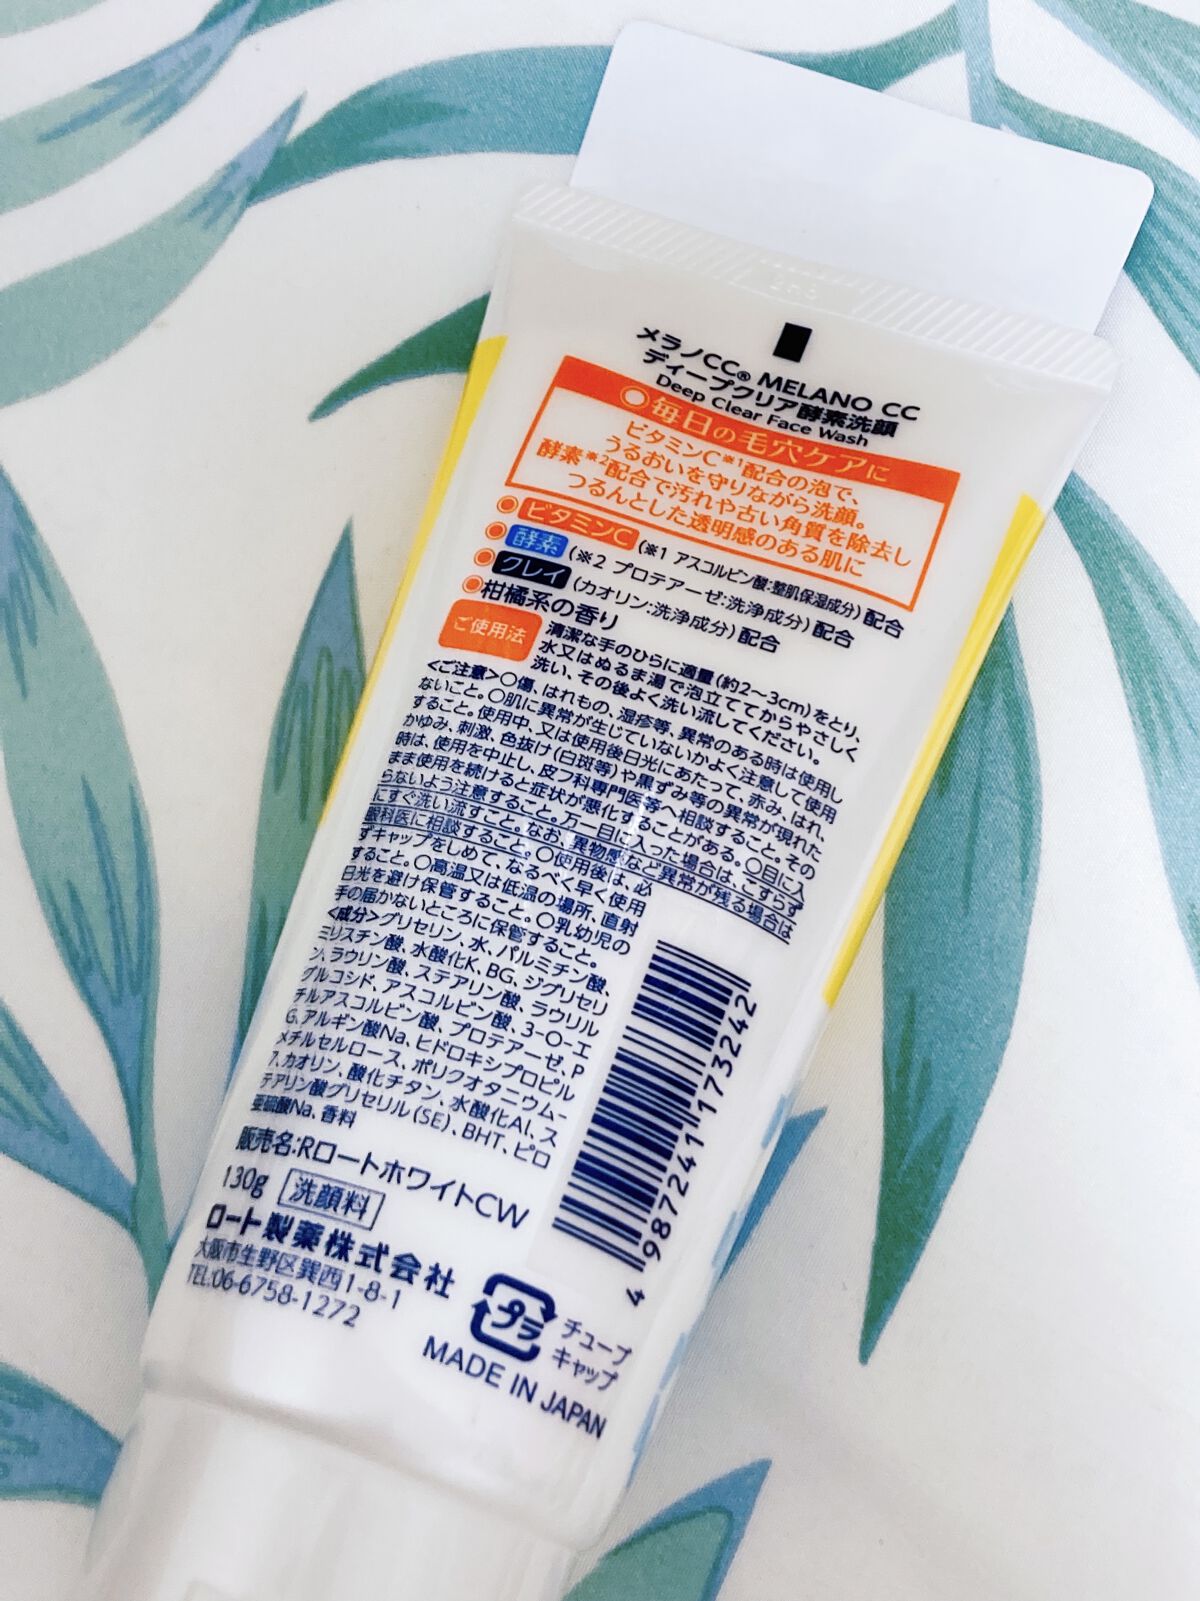 メラノCC® MELANO CC
ディープクリア酵素洗顔
Deep Clear Face Wash
毎日の毛穴ケアに
ビタミンC※1配合の泡で、
うるおいを守りながら洗顔。
酵素※2配合で汚れや古い角質を除去し
つるんとした透明感のある肌に
ビタミンC (※1 アスコルビン酸:整肌保湿成分) 配合
酵素 (※2 プロテアーゼ:洗浄成分) 配合
クレイ (カオリン:洗浄成分) 配合
柑橘系の香り
ご使用法 清潔な手のひらに適量(約2〜3cm)をとり、
水又はぬるま湯で泡立ててからやさしく
洗い、その後よく洗い流してください。
<ご注意>○傷、はれもの、湿疹等、異常のある時は使用し
ないこと。○肌に異常が生じていないかよく注意して使用
すること。使用中、又は使用後日光にあたって、赤み、はれ、
かゆみ、刺激、色抜け(白斑等)や黒ずみ等の異常が現れた
時は、使用を中止し、皮フ科専門医等へ相談すること。その
まま使用を続けると症状が悪化することがある。○目に入
らないよう注意すること。万一目に入った場合は、こすらず
にすぐ洗い流すこと。なお、異物感など異常が残る場合は
眼科医に相談すること。○使用後は、必
ずキャップをしめて、なるべく早く使用
すること。○高温又は低温の場所、直射
日光を避け保管すること。○乳幼児の
手の届かないところに保管すること。
<成分>グリセリン、水、パルミチン酸、
ミリスチン酸、水酸化K、BG、ジグリセリ
ン、ラウリン酸、ステアリン酸、ラウリル
グルコシド、アスコルビン酸、3-O-エ
チルアスコルビン酸、プロテアーゼ、P
G、アルギン酸Na、ヒドロキシプロピル
メチルセルロース、ポリクオタニウム-
7、カオリン、酸化チタン、水酸化Al、ス
テアリン酸グリセリル(SE)、BHT、ピロ
亜硫酸Na、香料
販売名:RロートホワイトCW
130g 洗顔料
ロート製薬株式会社
大阪市生野区巽西1-8-1
TEL:06-6758-1272
4 987241 173242
プラ
チューブ
キャップ
MADE IN JAPAN